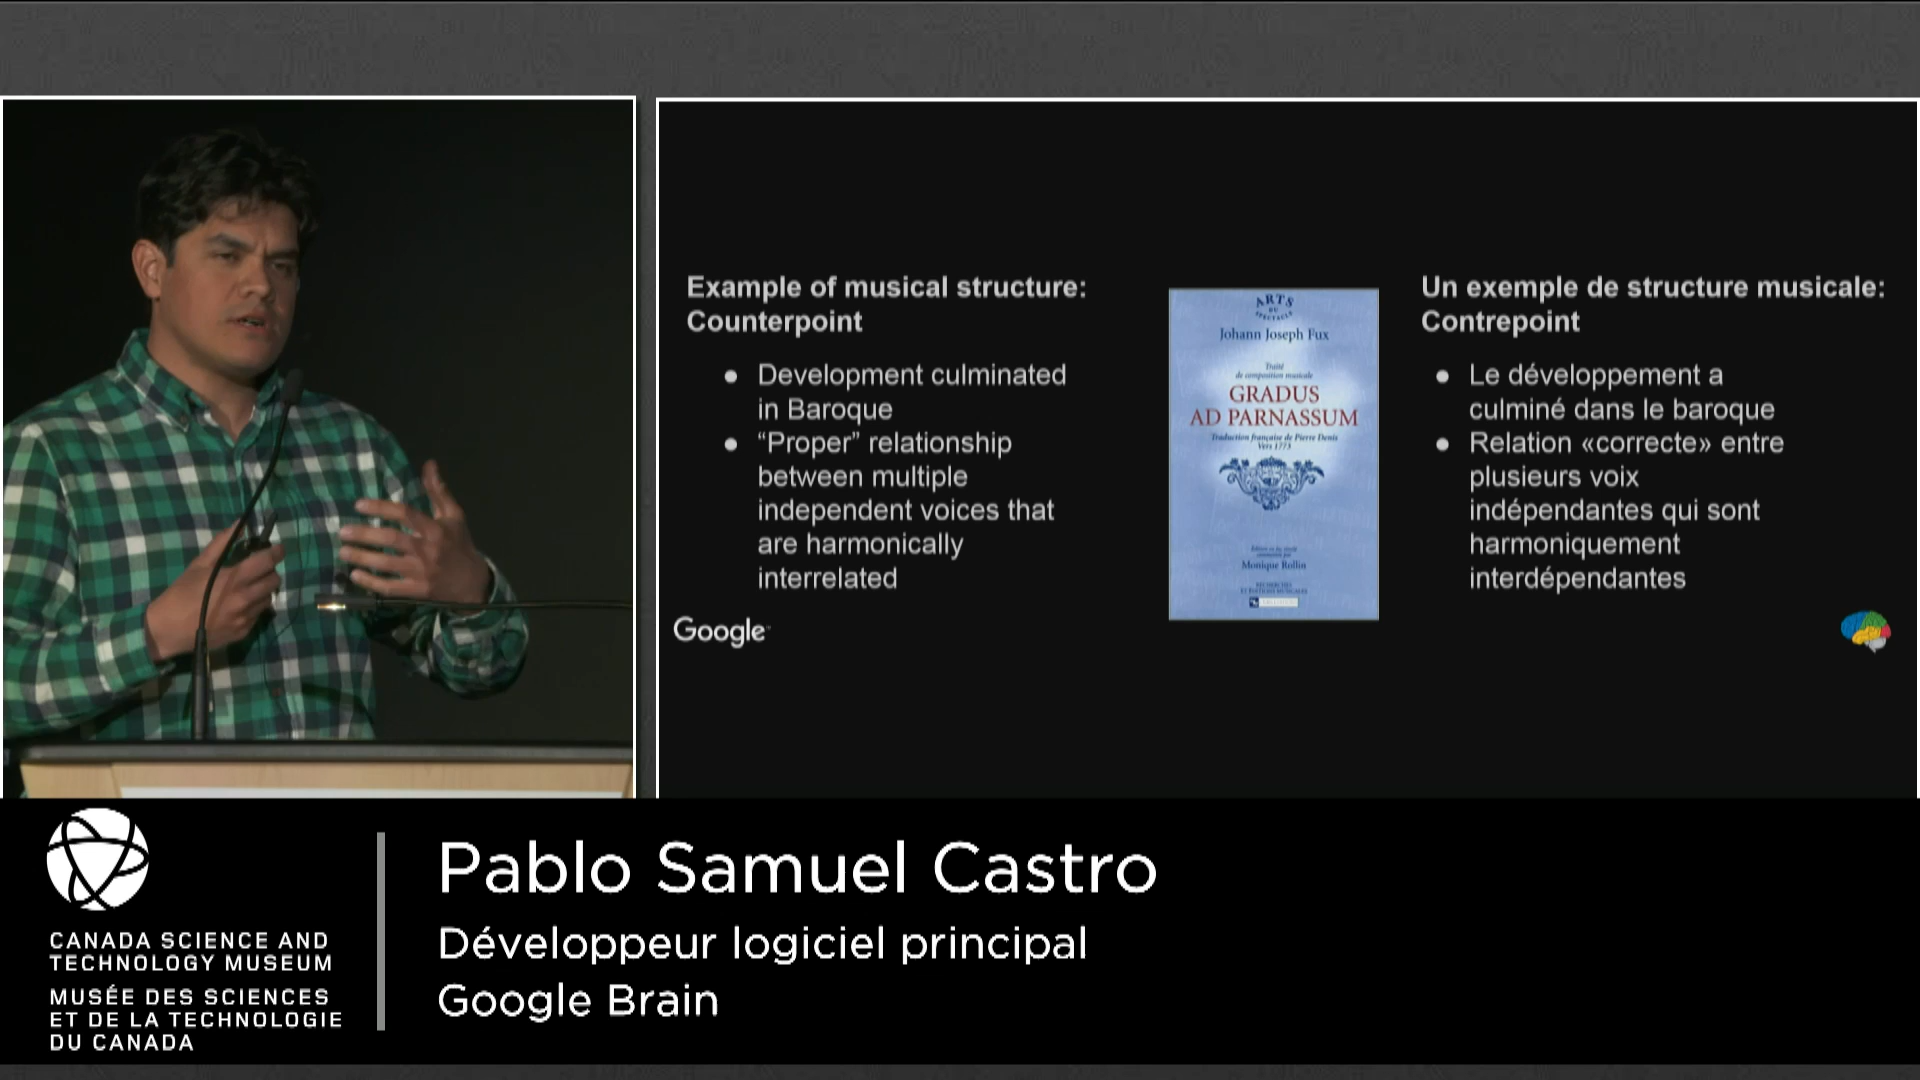 Example of musical structure:
Counterpoint
● Development culminated
in Baroque
● “Proper” relationship
between multiple
independent voices that
are harmonically
interrelated
Google
ARTS
DU
SPECTACLE
Johann Joseph Fux
Traité
de composition musicale
GRADUS
AD PARNASSUM
Traduction française de Pierre Denis
Vers 1773
Monique Rollin
Un exemple de structure musicale:
Contrepoint
● Le développement a
culminé dans le baroque
● Relation «correcte» entre
plusieurs voix
indépendantes qui sont
harmoniquement
interdépendantes
CANADA SCIENCE AND
TECHNOLOGY MUSEUM
MUSÉE DES SCIENCES
ET DE LA TECHNOLOGIE
DU CANADA
Pablo Samuel Castro
Développeur logiciel principal
Google Brain